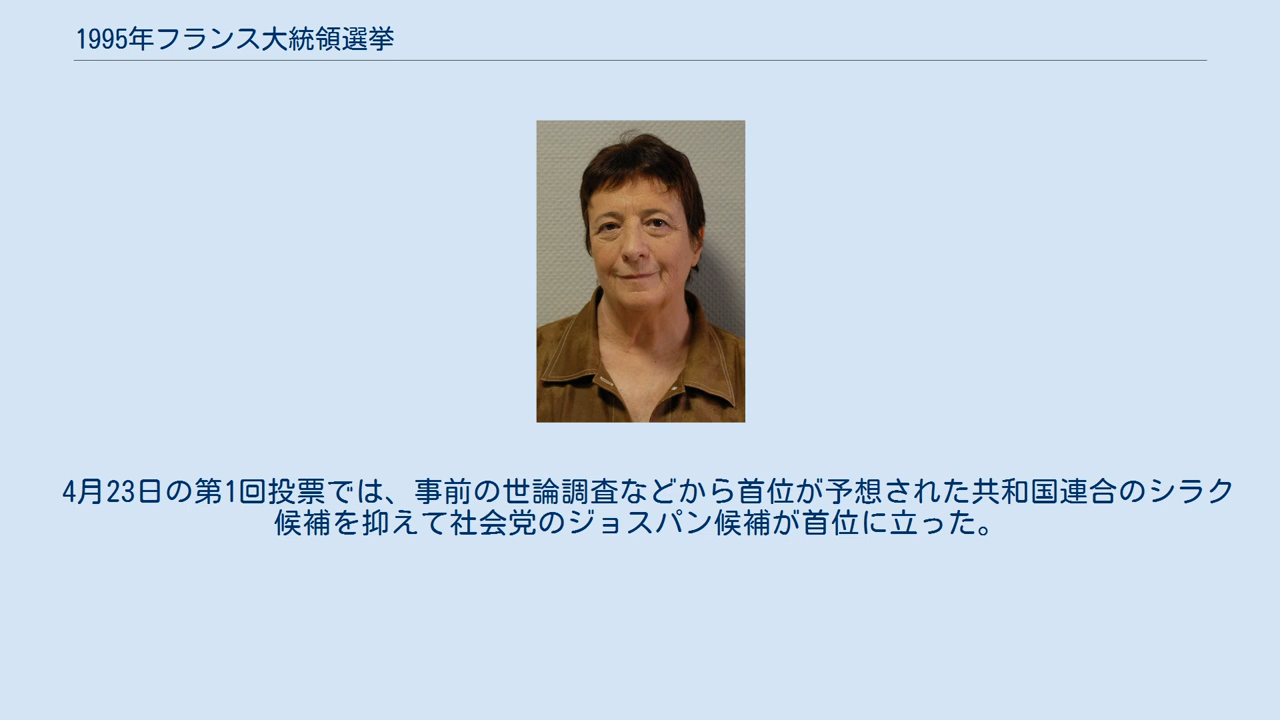 1995年フランス大統領選挙
4月23日の第1回投票では、事前の世論調査などから首位が予想された共和国連合のシラク
候補を抑えて社会党のジョスパン候補が首位に立った。